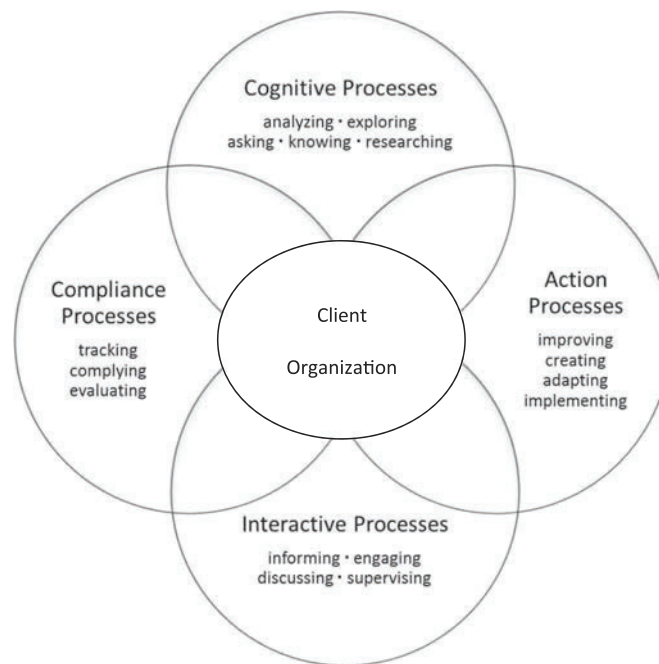 Cognitive Processes
analyzing • exploring
asking • knowing • researching
Compliance
Processes
tracking
complying
evaluating
Client
Organization
Action
Processes
improving
creating
adapting
implementing
Interactive Processes
informing • engaging
discussing • supervising